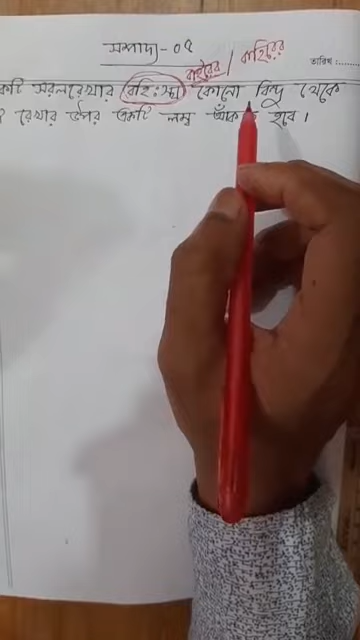 সম্পাদ্য-০৫
বাইরের / বাহিরের
তারিখ :
একটি সরলরেখার বহিঃস্থ কোনো বিন্দু থেকে
রেখার উপর একটি লম্ব আঁকতে হবে।